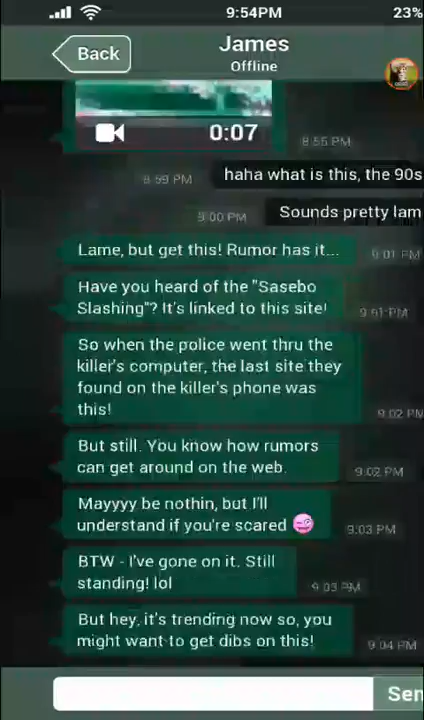 9:54PM
23%
Back
James
Offline
0:07
8:55 PM
8:59 PM
haha what is this, the 90s
9:00 PM
Sounds pretty lam
Lame, but get this! Rumor has it...
9:01 PM
Have you heard of the "Sasebo
Slashing"? It's linked to this site!
9:01 PM
So when the police went thru the
killer's computer, the last site they
found on the killer's phone was
this!
9:02 PM
But still. You know how rumors
can get around on the web.
9:02 PM
Mayyyy be nothin, but I'll
understand if you're scared
9:03 PM
BTW - I've gone on it. Still
standing! lol
9:03 PM
But hey, it's trending now so, you
might want to get dibs on this!
9:04 PM
Sen